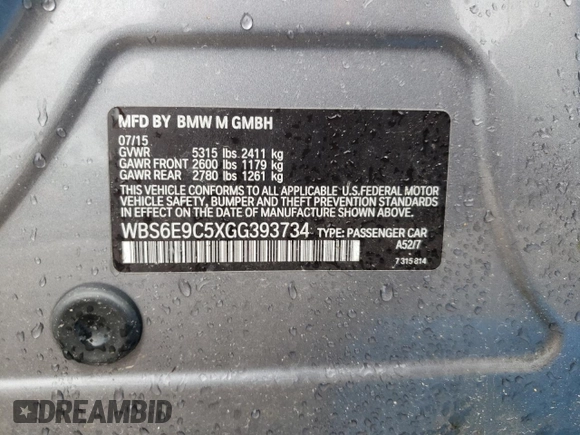 MFD BY BMW M GMBH
07/15
GVWR 5315 lbs 2411 kg
GAWR FRONT 2600 lbs 1179 kg
GAWR REAR 2780 lbs 1261 kg
THIS VEHICLE CONFORMS TO ALL APPLICABLE U.S.FEDERAL MOTOR
VEHICLE SAFETY, BUMPER AND THEFT PREVENTION STANDARDS
IN EFFECT ON THE DATE OF MANUFACTURE SHOWN ABOVE.
WBS6E9C5XGG393734 TYPE: PASSENGER CAR
A52/7
7 315 814
DREAMBID